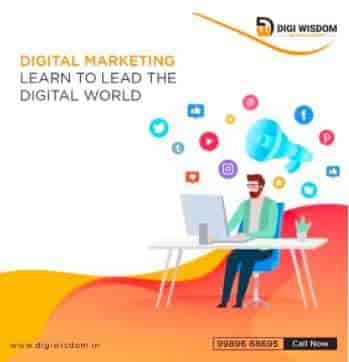 DIGI WISDOM
DIGITAL MARKETING
LEARN TO LEAD THE
DIGITAL WORLD
www.digiwisdom.in
99896 68695
Call Now